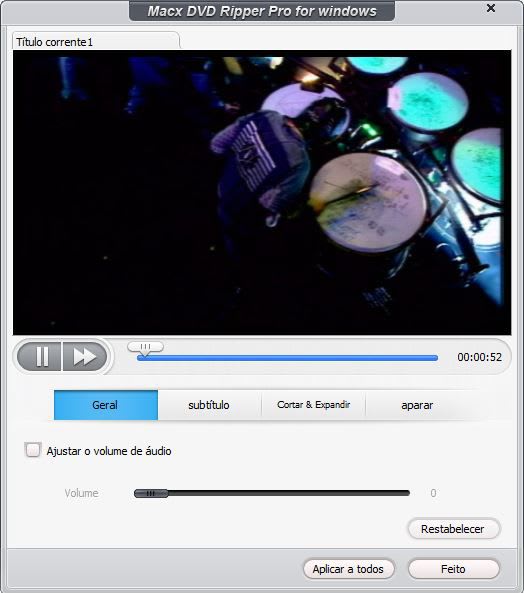 Macx DVD Ripper Pro for windows
Título corrente1
00:00:52
Geral
subtítulo
Cortar & Expandir
aparar
Ajustar o volume de áudio
Volume
0
Restabelecer
Aplicar a todos
Feito